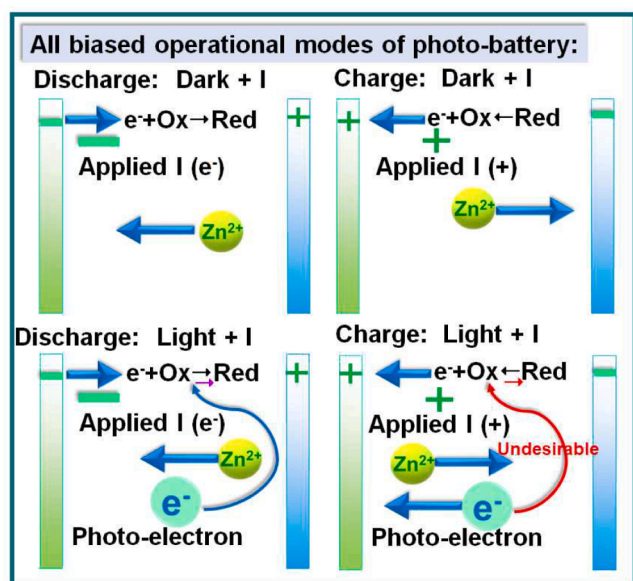 All biased operational modes of photo-battery:
Discharge: Dark + I
− e⁻+Ox→Red +
−
Applied I (e⁻)
Zn²⁺
Charge: Dark + I
+ e⁻+Ox←Red −
+
Applied I (+)
Zn²⁺
Discharge: Light + I
− e⁻+Ox→Red +
−
Applied I (e⁻)
Zn²⁺
e⁻
Photo-electron
Charge: Light + I
+ e⁻+Ox←Red −
+
Applied I (+)
Undesirable
Zn²⁺
e⁻
Photo-electron